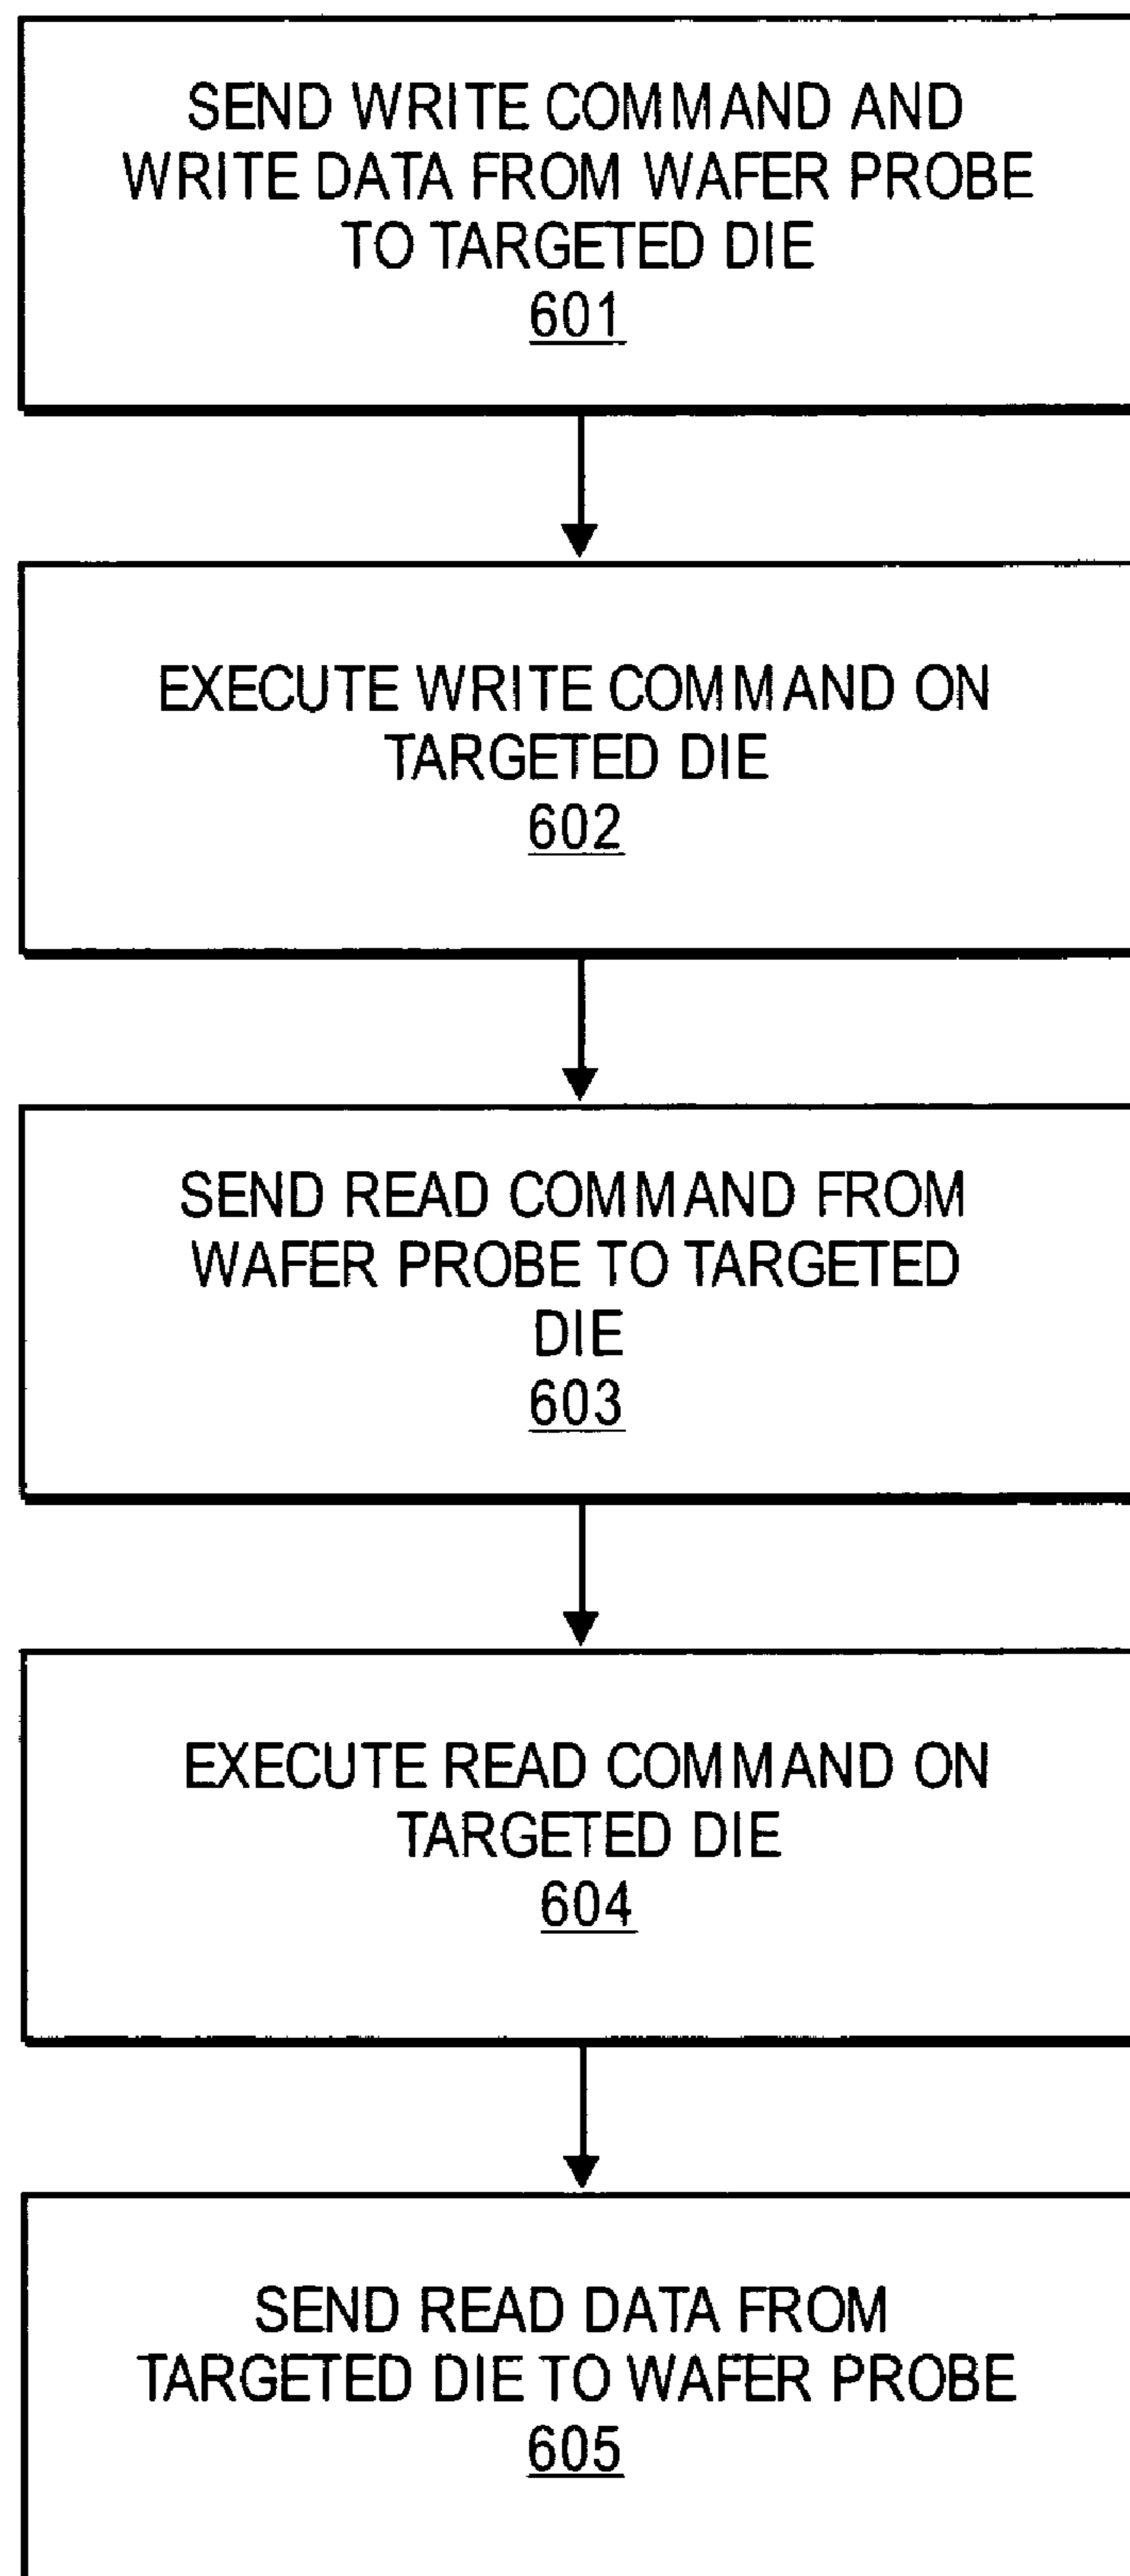 SEND WRITE COMMAND AND
WRITE DATA FROM WAFER PROBE
TO TARGETED DIE
601
EXECUTE WRITE COMMAND ON
TARGETED DIE
602
SEND READ COMMAND FROM
WAFER PROBE TO TARGETED
DIE
603
EXECUTE READ COMMAND ON
TARGETED DIE
604
SEND READ DATA FROM
TARGETED DIE TO WAFER PROBE
605